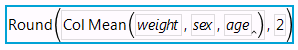 Round(Col Mean(weight, sex, age^), 2)